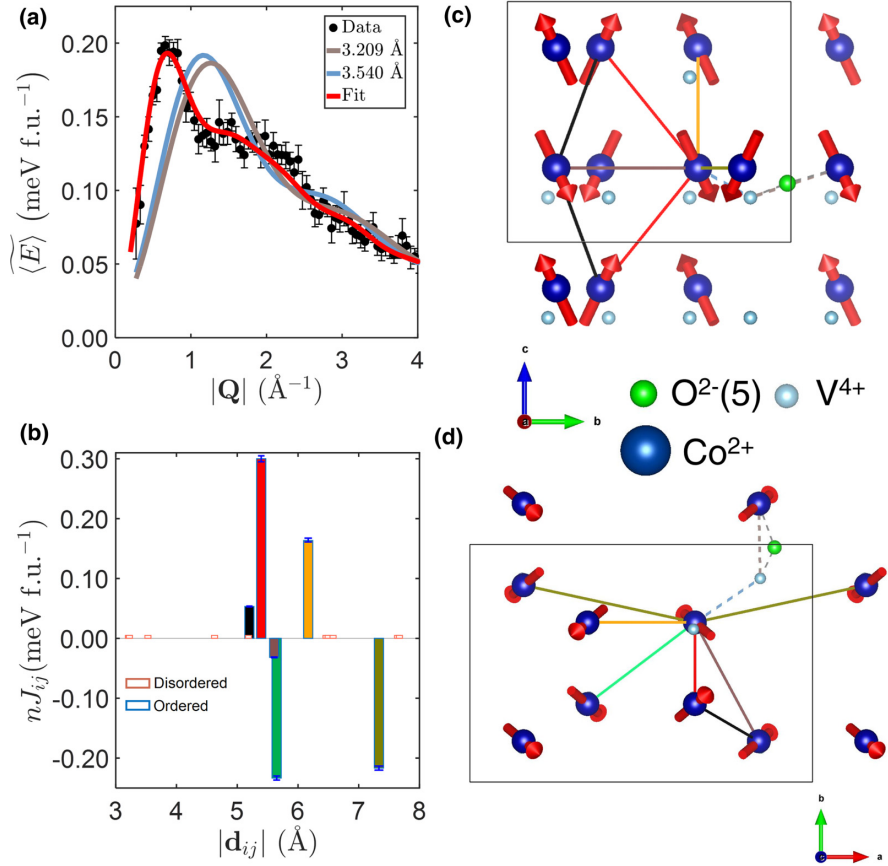 (a)
0.20
0.15
0.10
0.05
0.00
⟨E⟩~ (meV f.u.⁻¹)
Data
3.209 Å
3.540 Å
Fit
0 1 2 3 4
|Q| (Å⁻¹)
(b)
0.30
0.20
0.10
0.00
-0.10
-0.20
nJij(meV f.u.⁻¹)
Disordered
Ordered
3 4 5 6 7 8
|dij| (Å)
(c)
c
a
b
O²⁻(5)
V⁴⁺
Co²⁺
(d)
b
a